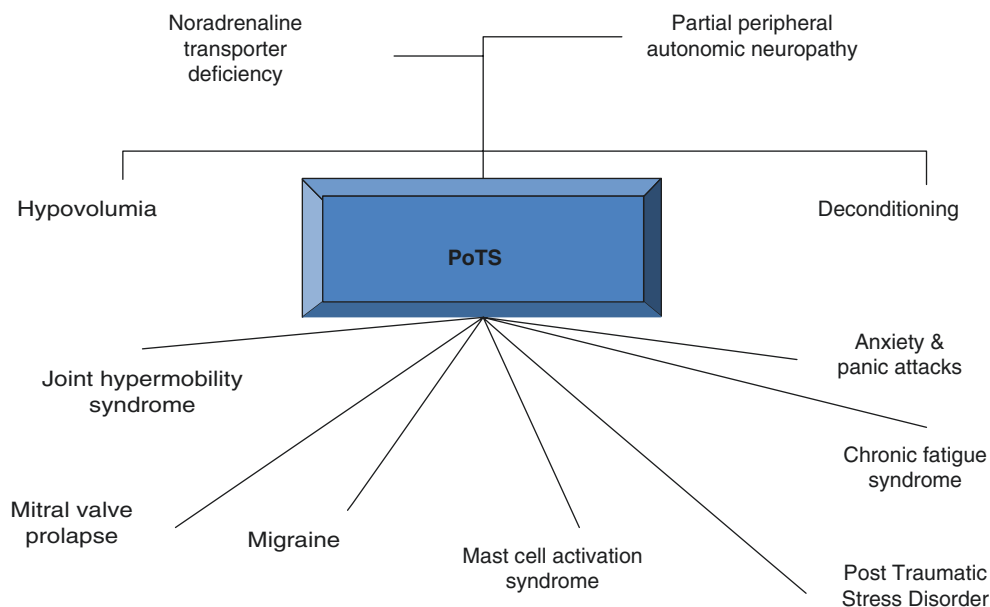 Noradrenaline
transporter
deficiency
Partial peripheral
autonomic neuropathy
Hypovolumia
Deconditioning
PoTS
Joint hypermobility
syndrome
Anxiety &
panic attacks
Chronic fatigue
syndrome
Mitral valve
prolapse
Migraine
Mast cell activation
syndrome
Post Traumatic
Stress Disorder